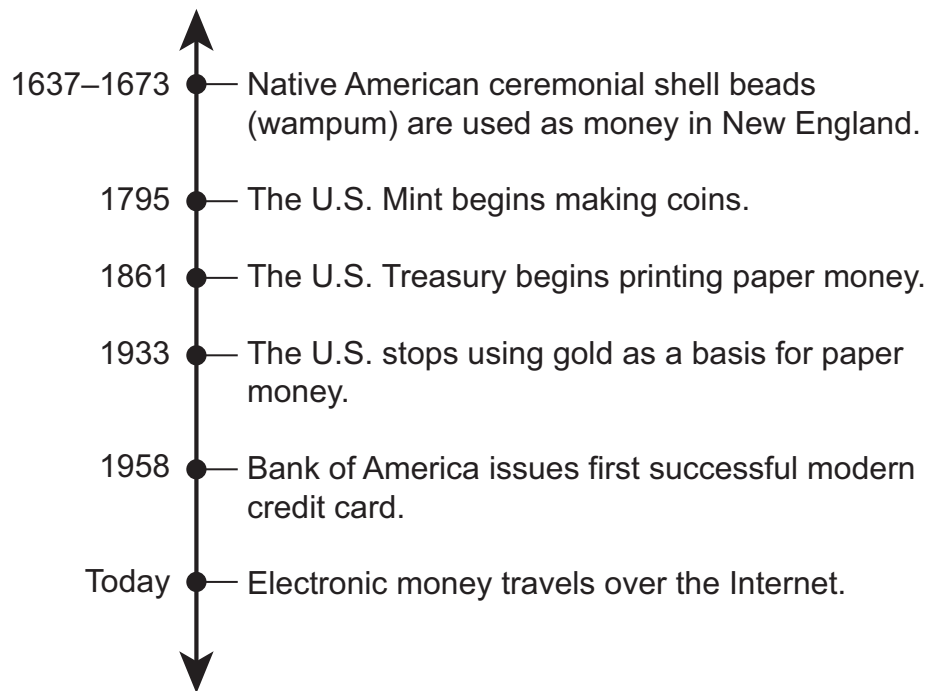 1637–1673 Native American ceremonial shell beads
(wampum) are used as money in New England.
1795 The U.S. Mint begins making coins.
1861 The U.S. Treasury begins printing paper money.
1933 The U.S. stops using gold as a basis for paper
money.
1958 Bank of America issues first successful modern
credit card.
Today Electronic money travels over the Internet.